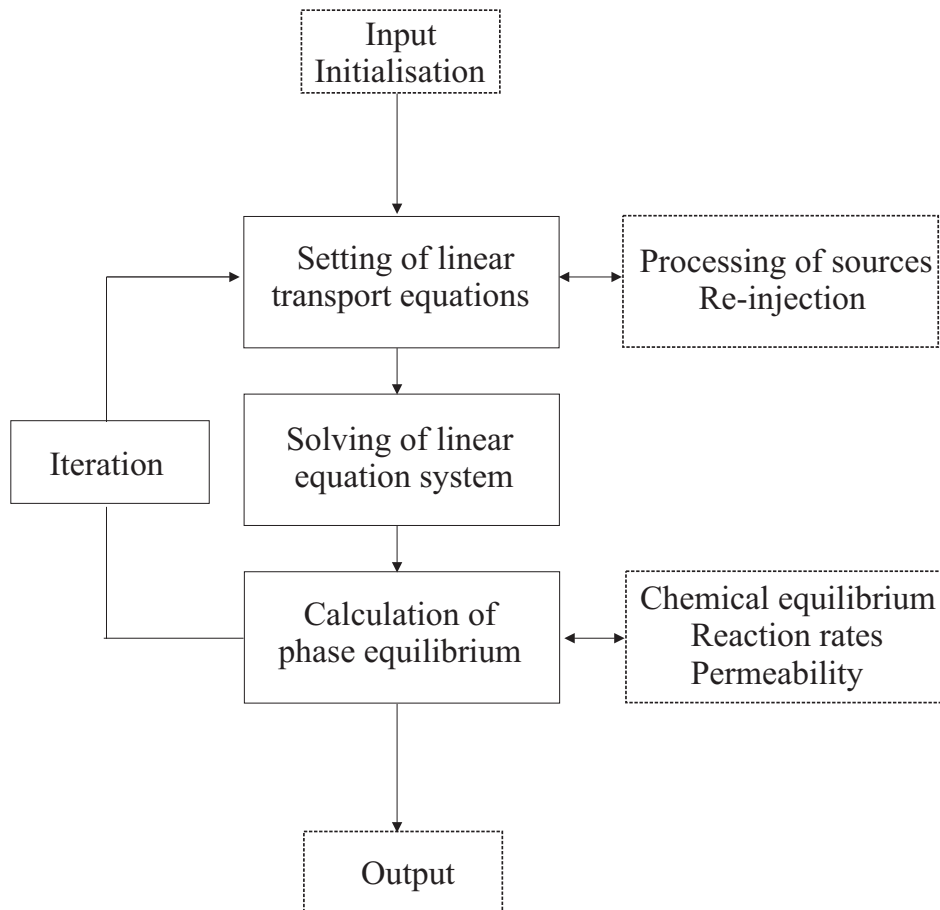 Input
Initialisation
Setting of linear
transport equations
Processing of sources
Re-injection
Solving of linear
equation system
Iteration
Calculation of
phase equilibrium
Chemical equilibrium
Reaction rates
Permeability
Output